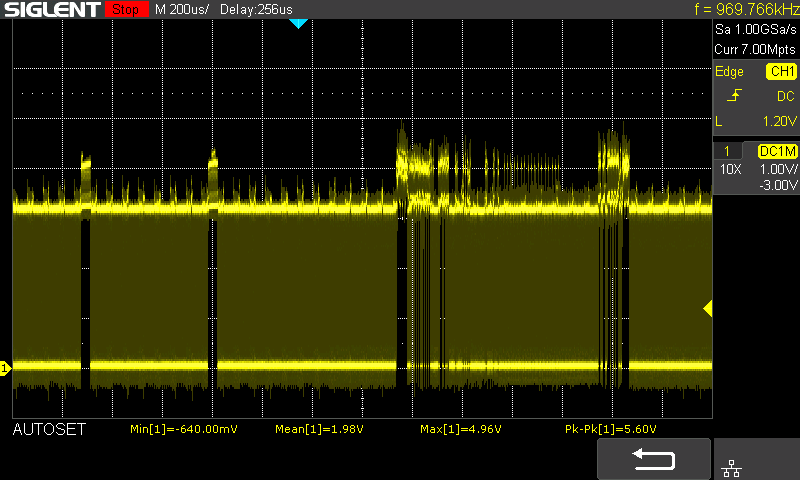 SIGLENT Stop M 200us/ Delay:256us f = 969.766kHz
Sa 1.00GSa/s
Curr 7.00Mpts
Edge CH1
DC
L 1.20V
1 DC1M
10X 1.00V/
-3.00V
1
AUTOSET Min[1]=-640.00mV Mean[1]=1.98V Max[1]=4.96V Pk-Pk[1]=5.60V